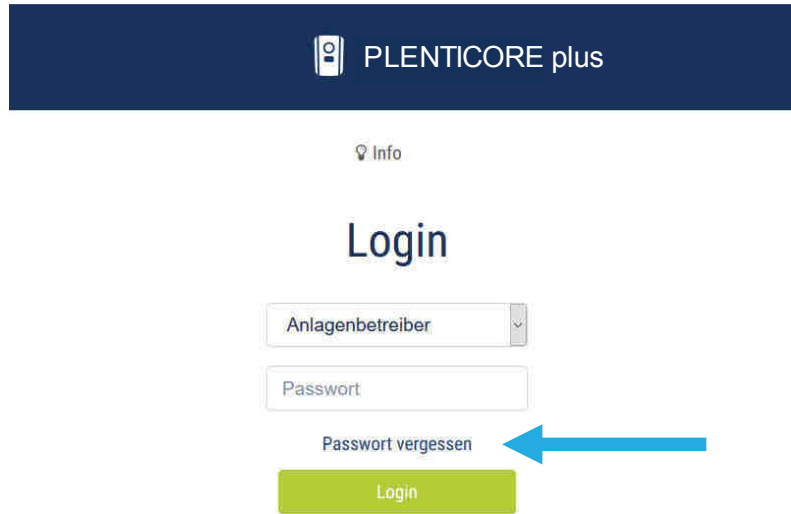 PLENTICORE plus
Info
Login
Anlagenbetreiber
Passwort
Passwort vergessen
Login